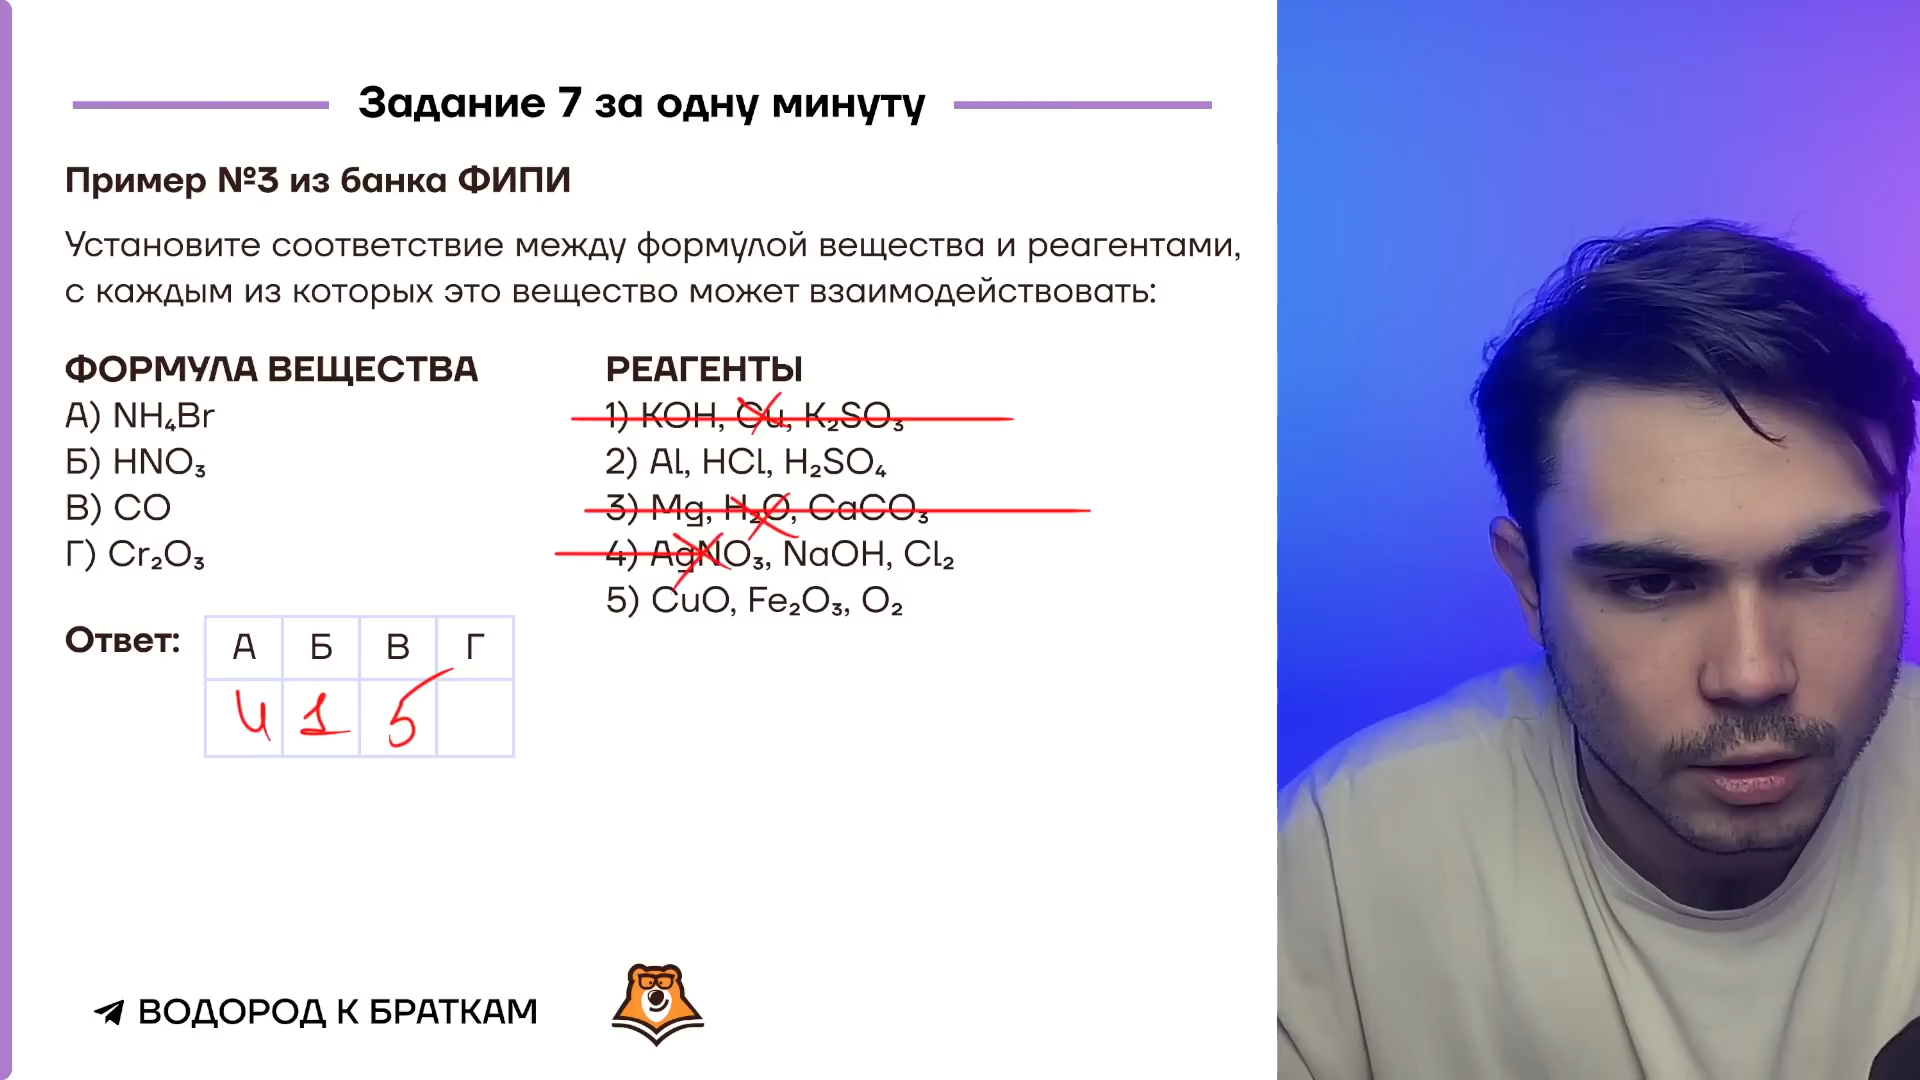 Задание 7 за одну минуту
Пример №3 из банка ФИПИ
Установите соответствие между формулой вещества и реагентами,
с каждым из которых это вещество может взаимодействовать:
ФОРМУЛА ВЕЩЕСТВА
А) NH₄Br
Б) HNO₃
В) CO
Г) Cr₂O₃
РЕАГЕНТЫ
1) KOH, Cu, K₂SO₃
2) Al, HCl, H₂SO₄
3) Mg, H₂O, CaCO₃
4) AgNO₃, NaOH, Cl₂
5) CuO, Fe₂O₃, O₂
Ответ:
А Б В Г
4 1 5
ВОДОРОД К БРАТКАМ